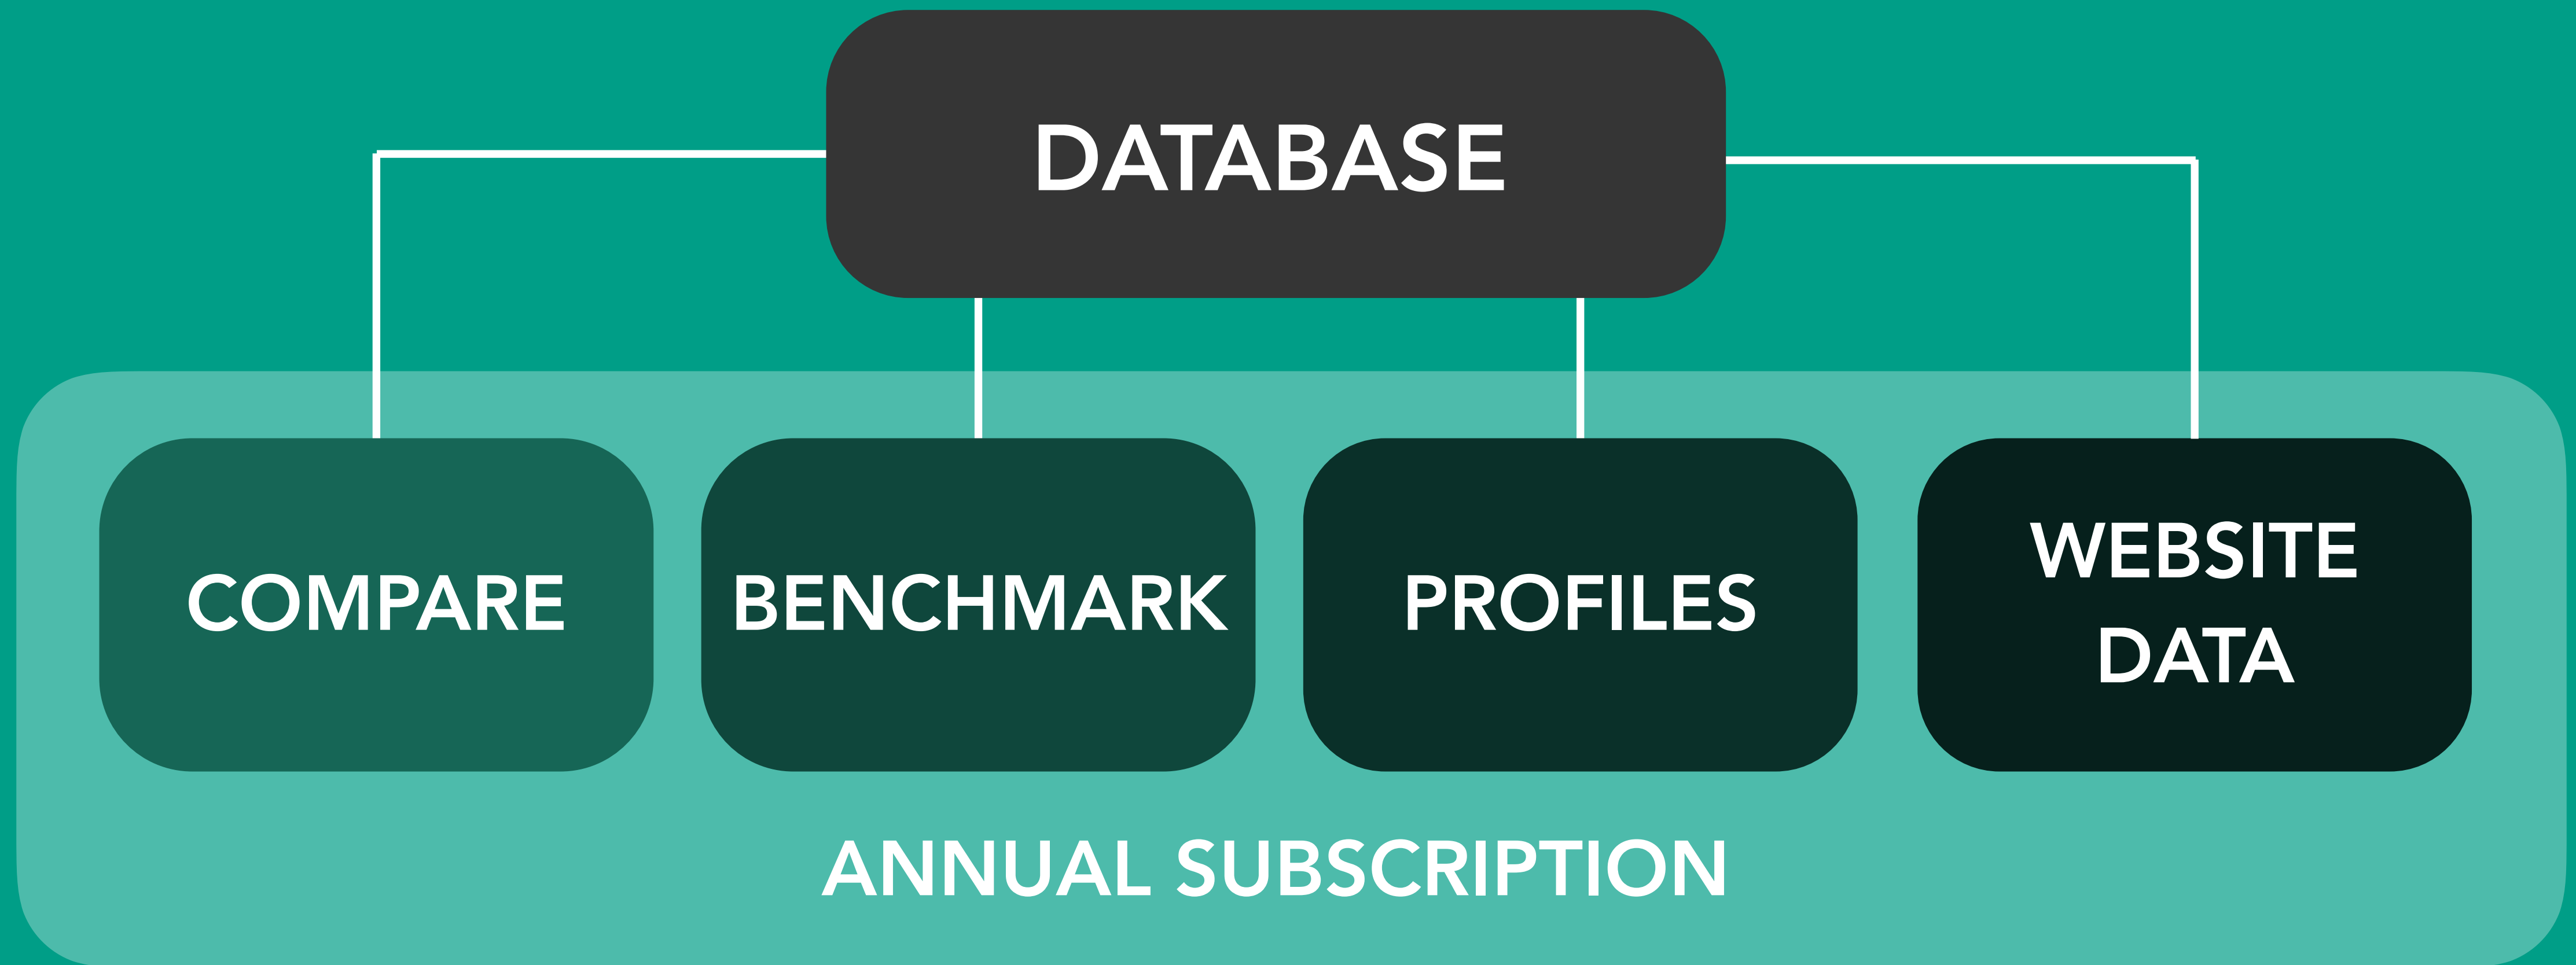 DATABASE
COMPARE
BENCHMARK
PROFILES
WEBSITE
DATA
ANNUAL SUBSCRIPTION